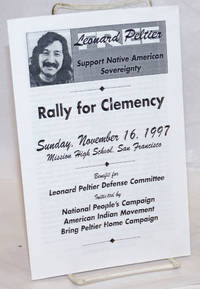 Leonard Peltier
Support Native American
Sovereignty
Rally for Clemency
Sunday, November 16, 1997
Mission High School, San Francisco
Benefit for
Leonard Peltier Defense Committee
Initiated by
National People's Campaign
American Indian Movement
Bring Peltier Home Campaign